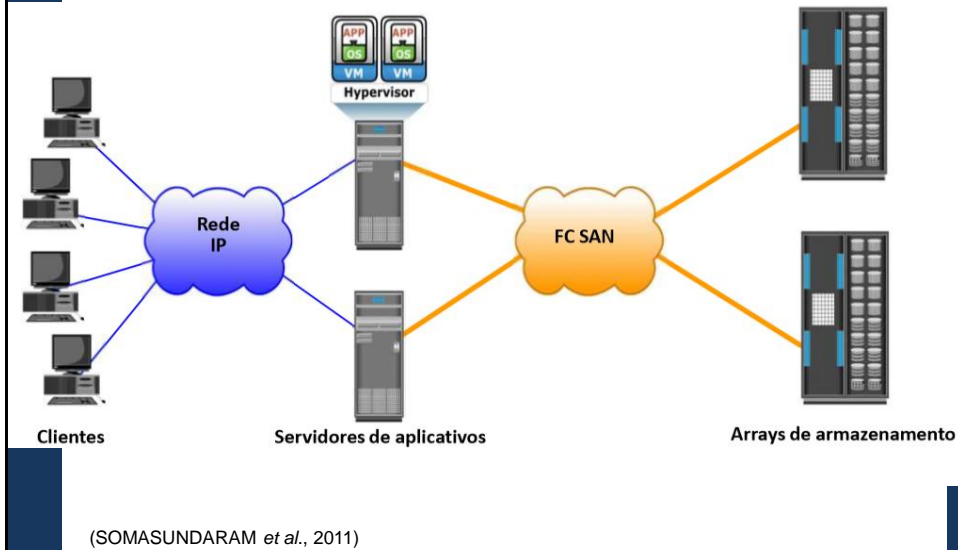 APP APP
OS OS
VM VM
Hypervisor
Rede
IP
FC SAN
Clientes
Servidores de aplicativos
Arrays de armazenamento
(SOMASUNDARAM et al., 2011)